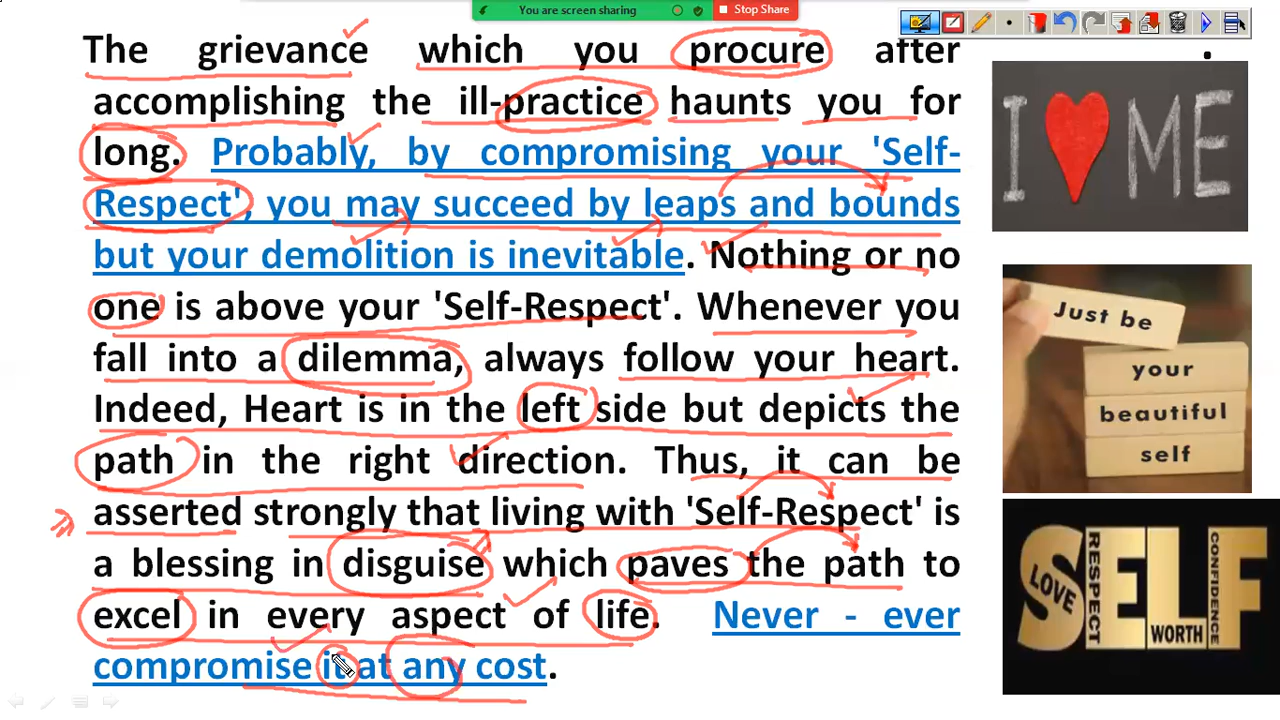 You are screen sharing
Stop Share
The grievance which you procure after
accomplishing the ill-practice haunts you for
long. Probably, by compromising your 'Self-
Respect', you may succeed by leaps and bounds
but your demolition is inevitable. Nothing or no
one is above your 'Self-Respect'. Whenever you
fall into a dilemma, always follow your heart.
Indeed, Heart is in the left side but depicts the
path in the right direction. Thus, it can be
asserted strongly that living with 'Self-Respect' is
a blessing in disguise which paves the path to
excel in every aspect of life. Never - ever
compromise it at any cost.
I ME
Just be
your
beautiful
self
SELF
LOVE
RESPECT
WORTH
CONFIDENCE